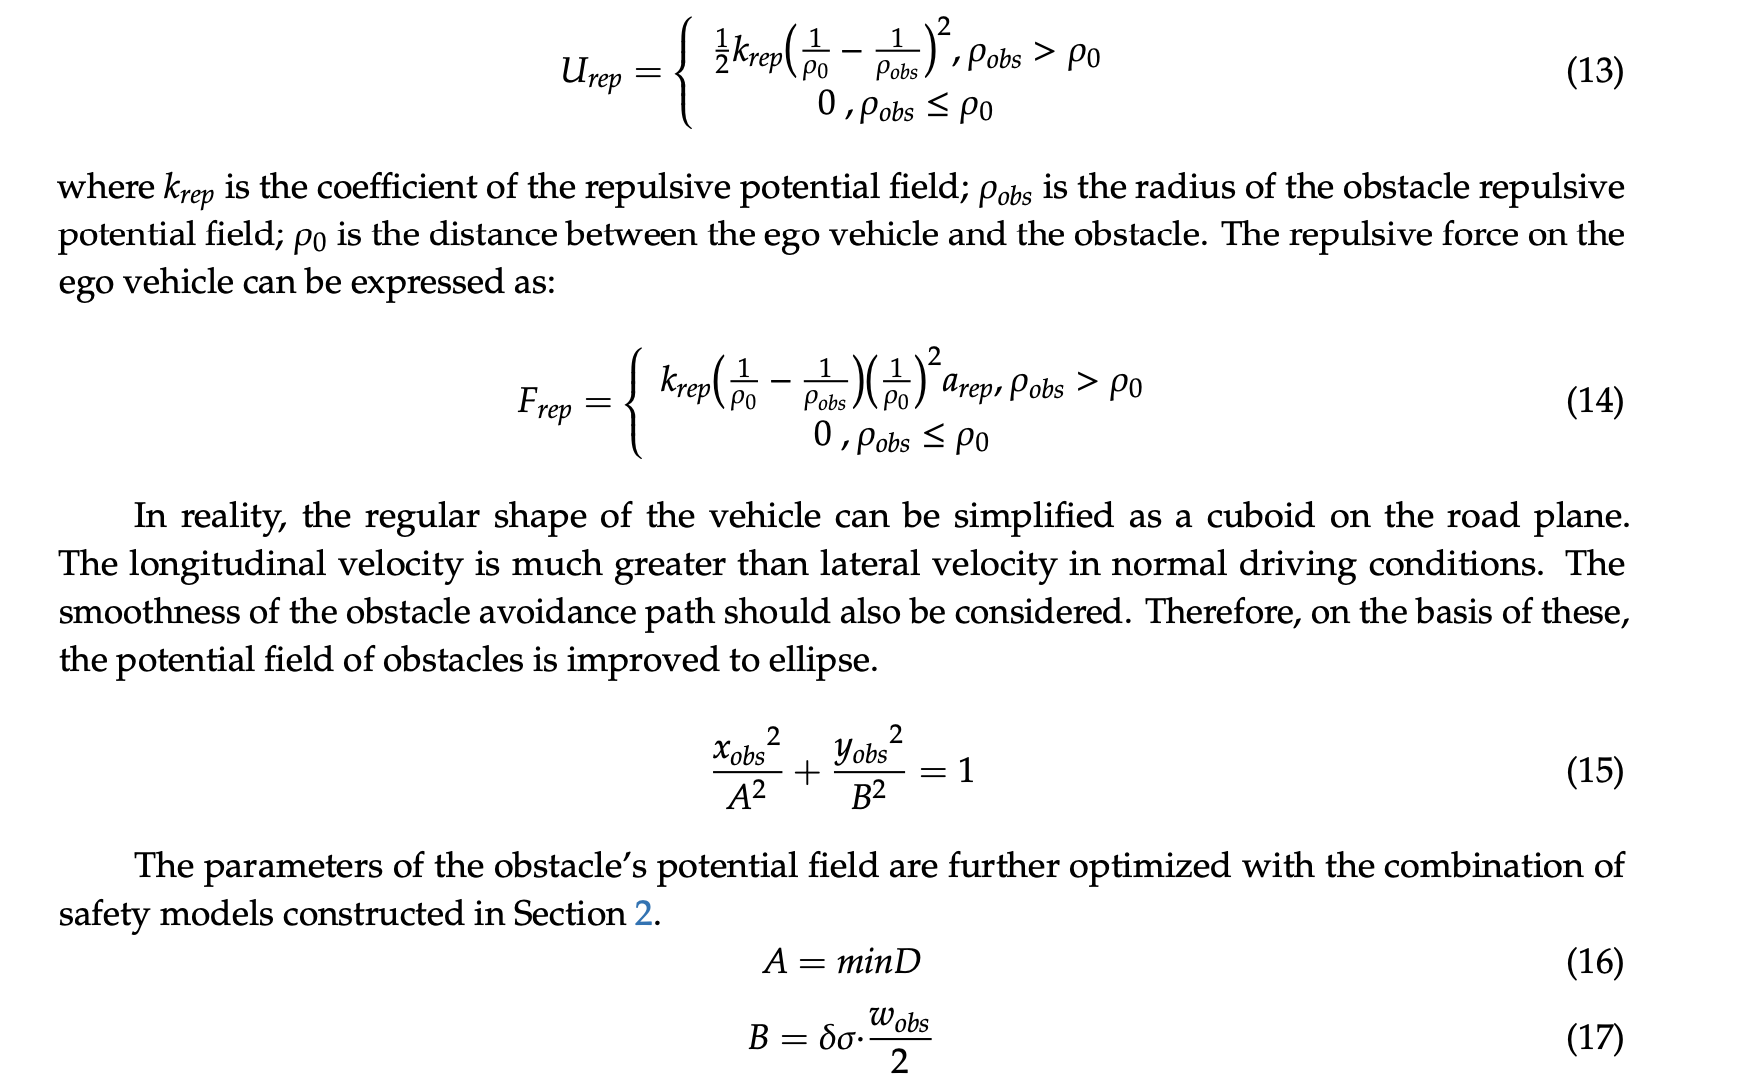 U_rep = { ½k_rep(1/ρ₀ − 1/ρ_obs)², ρ_obs > ρ₀
0 , ρ_obs ≤ ρ₀ (13)
where k_rep is the coefficient of the repulsive potential field; ρ_obs is the radius of the obstacle repulsive
potential field; ρ₀ is the distance between the ego vehicle and the obstacle. The repulsive force on the
ego vehicle can be expressed as:
F_rep = { k_rep(1/ρ₀ − 1/ρ_obs)(1/ρ₀)² a_rep, ρ_obs > ρ₀
0 , ρ_obs ≤ ρ₀ (14)
In reality, the regular shape of the vehicle can be simplified as a cuboid on the road plane.
The longitudinal velocity is much greater than lateral velocity in normal driving conditions. The
smoothness of the obstacle avoidance path should also be considered. Therefore, on the basis of these,
the potential field of obstacles is improved to ellipse.
x_obs²/A² + y_obs²/B² = 1 (15)
The parameters of the obstacle's potential field are further optimized with the combination of
safety models constructed in Section 2.
A = minD (16)
B = δσ·w_obs/2 (17)